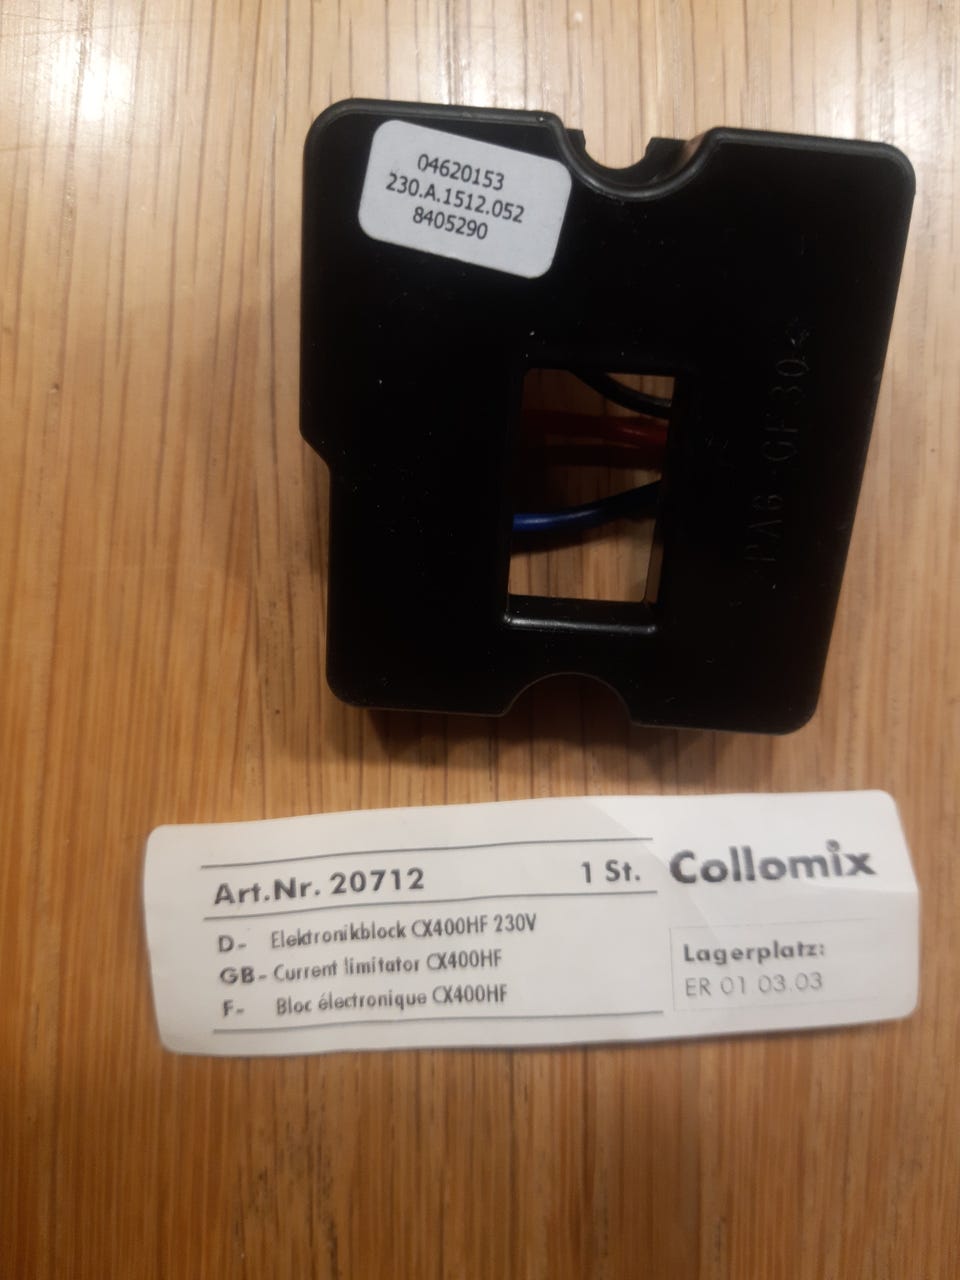 04620153
230.A.1512.052
8405290
>PA6-GF30<
Art.Nr. 20712 1 St.
Collomix
D- Elektronikblock CX400HF 230V
GB- Current limitator CX400HF
F- Bloc électronique CX400HF
Lagerplatz:
ER 01 03.03